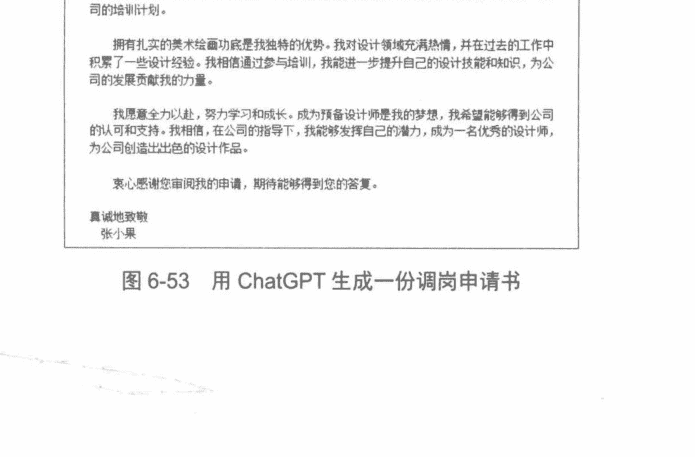 司的培训计划。
拥有扎实的美术绘画功底是我独特的优势。我对设计领域充满热情，并在过去的工作中
积累了一些设计经验。我相信通过参与培训，我能进一步提升自己的设计技能和知识，为公
司的发展贡献我的力量。
我愿意全力以赴，努力学习和成长。成为预备设计师是我的梦想，我希望能够得到公司
的认可和支持。我相信，在公司的指导下，我能够发挥自己的潜力，成为一名优秀的设计师，
为公司创造出出色的设计作品。
衷心感谢您审阅我的申请，期待能够得到您的答复。
真诚地致敬
张小果
图 6-53 用 ChatGPT 生成一份调岗申请书